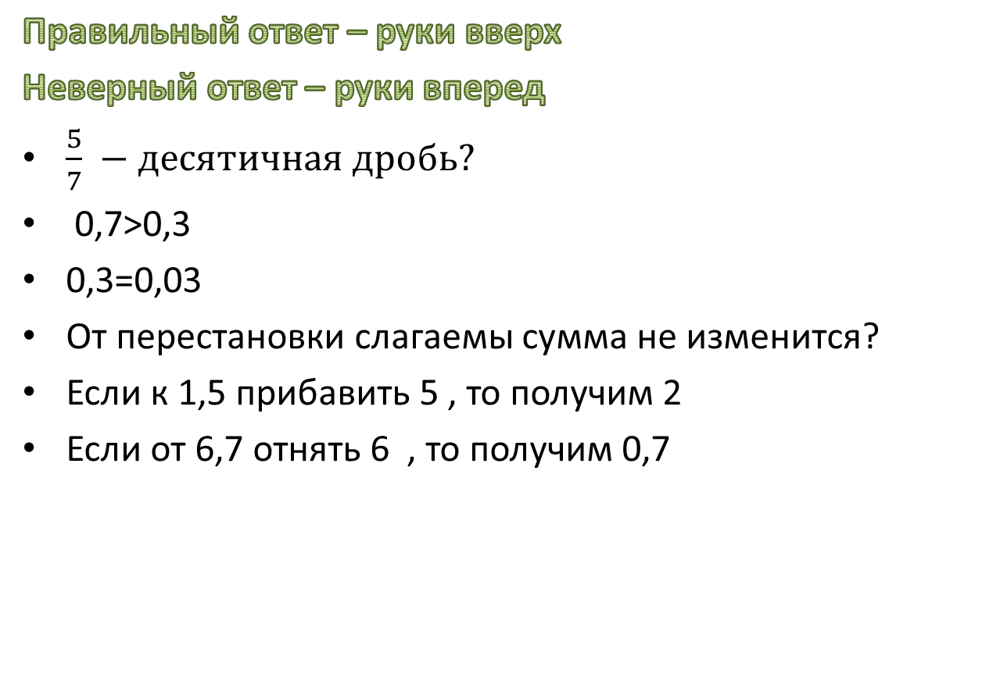 Правильный ответ – руки вверх
Неверный ответ – руки вперед
• 5/7 − десятичная дробь?
• 0,7>0,3
• 0,3=0,03
• От перестановки слагаемы сумма не изменится?
• Если к 1,5 прибавить 5 , то получим 2
• Если от 6,7 отнять 6 , то получим 0,7